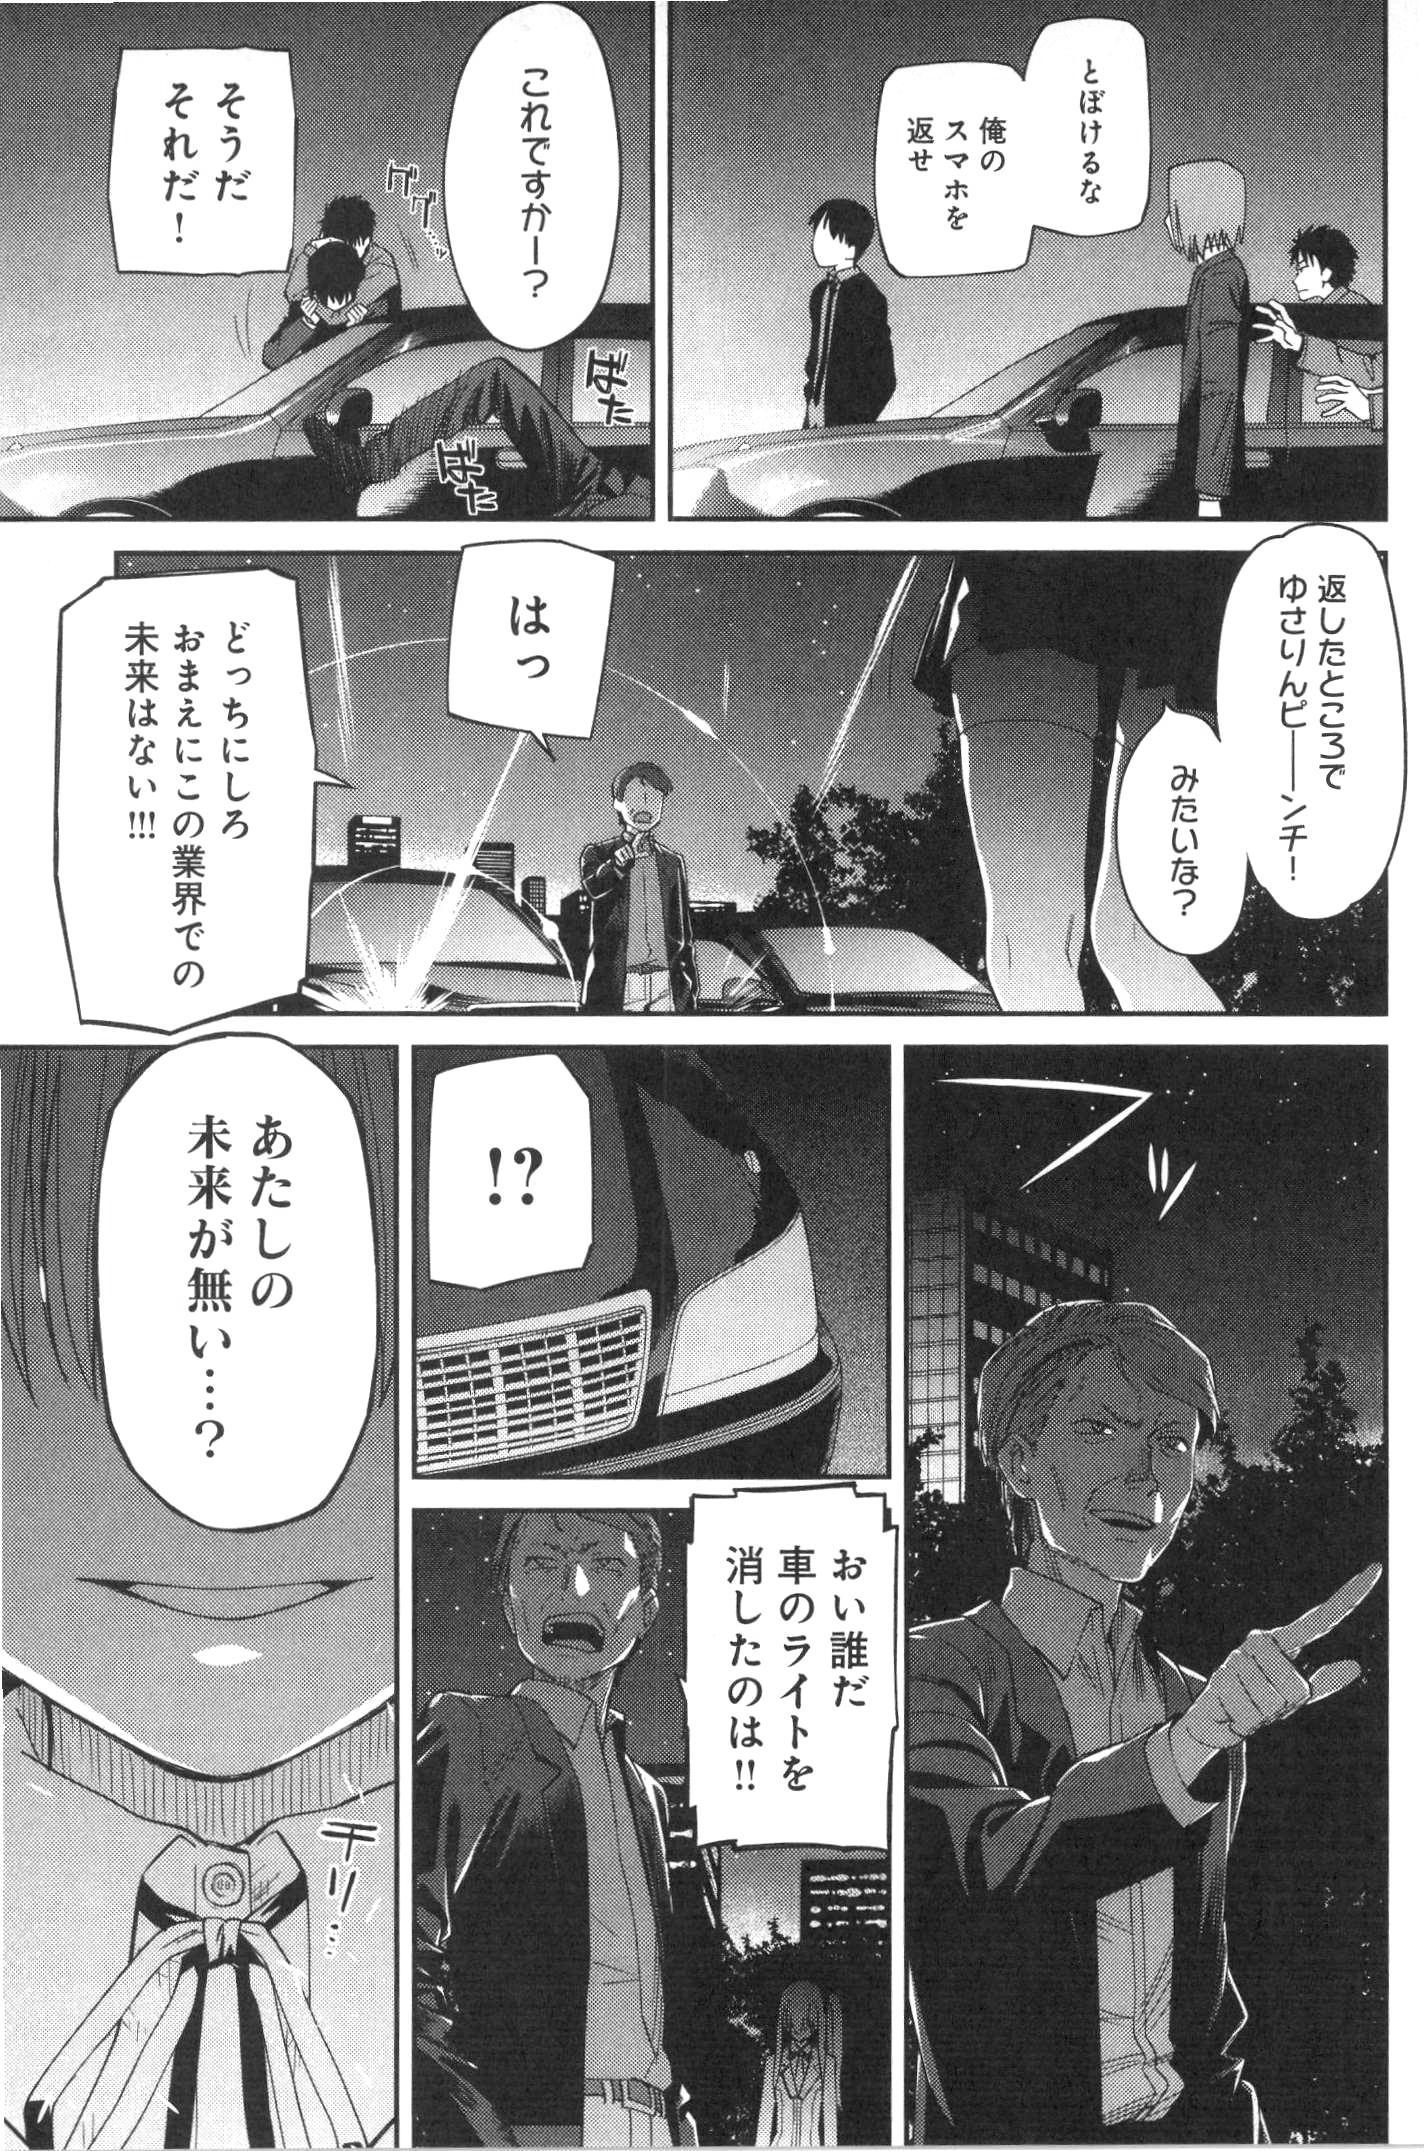 とぼけるな
俺の
スマホを
返せ
これですかー？
ググ…ッ
そうだ
それだ！
ばた
ばた
返したところで
ゆさりんピーンチ！
みたいな？
はっ
どっちにしろ
おまえにこの業界での
未来はない!!!
!?
おい誰だ
車のライトを
消したのは!!
あたしの
未来が無い…？
チリ…